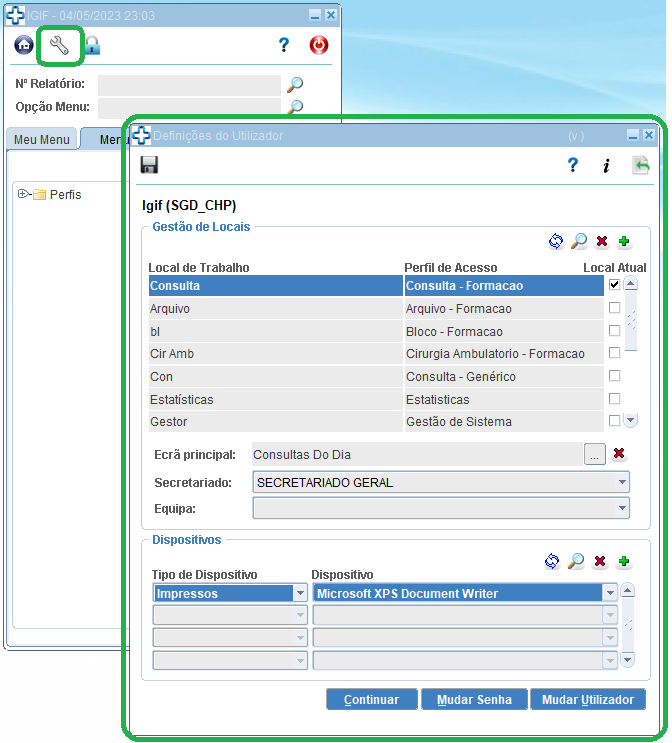 IGIF - 04/05/2023 23:03
?
Nº Relatório:
Opção Menu:
Meu Menu
Menu
Perfis
Definições do Utilizador (v )
? i
Igif (SGD_CHP)
Gestão de Locais
Local de Trabalho Perfil de Acesso Local Atual
Consulta Consulta - Formacao
Arquivo Arquivo - Formacao
bl Bloco - Formacao
Cir Amb Cirurgia Ambulatorio - Formacao
Con Consulta - Genérico
Estatísticas Estatisticas
Gestor Gestão de Sistema
Ecrã principal: Consultas Do Dia ...
Secretariado: SECRETARIADO GERAL
Equipa:
Dispositivos
Tipo de Dispositivo Dispositivo
Impressos Microsoft XPS Document Writer
Continuar Mudar Senha Mudar Utilizador